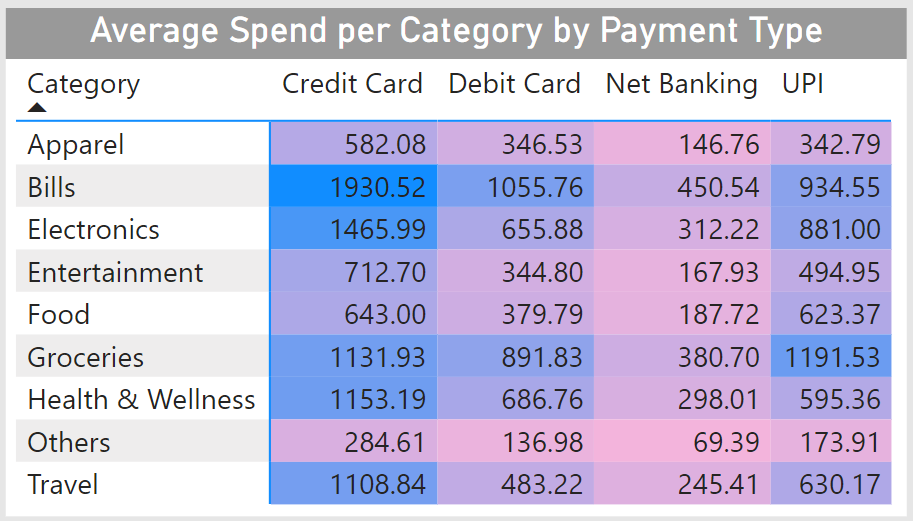 Average Spend per Category by Payment Type
Category Credit Card Debit Card Net Banking UPI
Apparel 582.08 346.53 146.76 342.79
Bills 1930.52 1055.76 450.54 934.55
Electronics 1465.99 655.88 312.22 881.00
Entertainment 712.70 344.80 167.93 494.95
Food 643.00 379.79 187.72 623.37
Groceries 1131.93 891.83 380.70 1191.53
Health & Wellness 1153.19 686.76 298.01 595.36
Others 284.61 136.98 69.39 173.91
Travel 1108.84 483.22 245.41 630.17